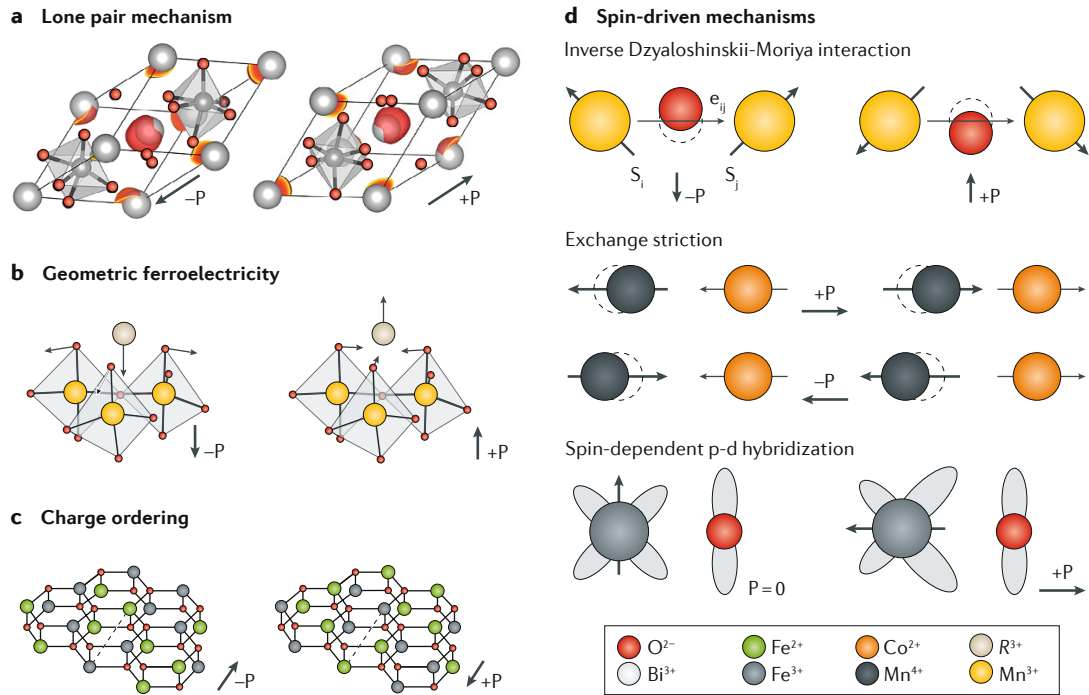 a Lone pair mechanism
−P
+P
b Geometric ferroelectricity
−P
+P
c Charge ordering
−P
+P
d Spin-driven mechanisms
Inverse Dzyaloshinskii-Moriya interaction
e_ij
S_i S_j
−P
+P
Exchange striction
+P
−P
Spin-dependent p-d hybridization
P = 0
+P
O²⁻ Fe²⁺ Co²⁺ R³⁺
Bi³⁺ Fe³⁺ Mn⁴⁺ Mn³⁺